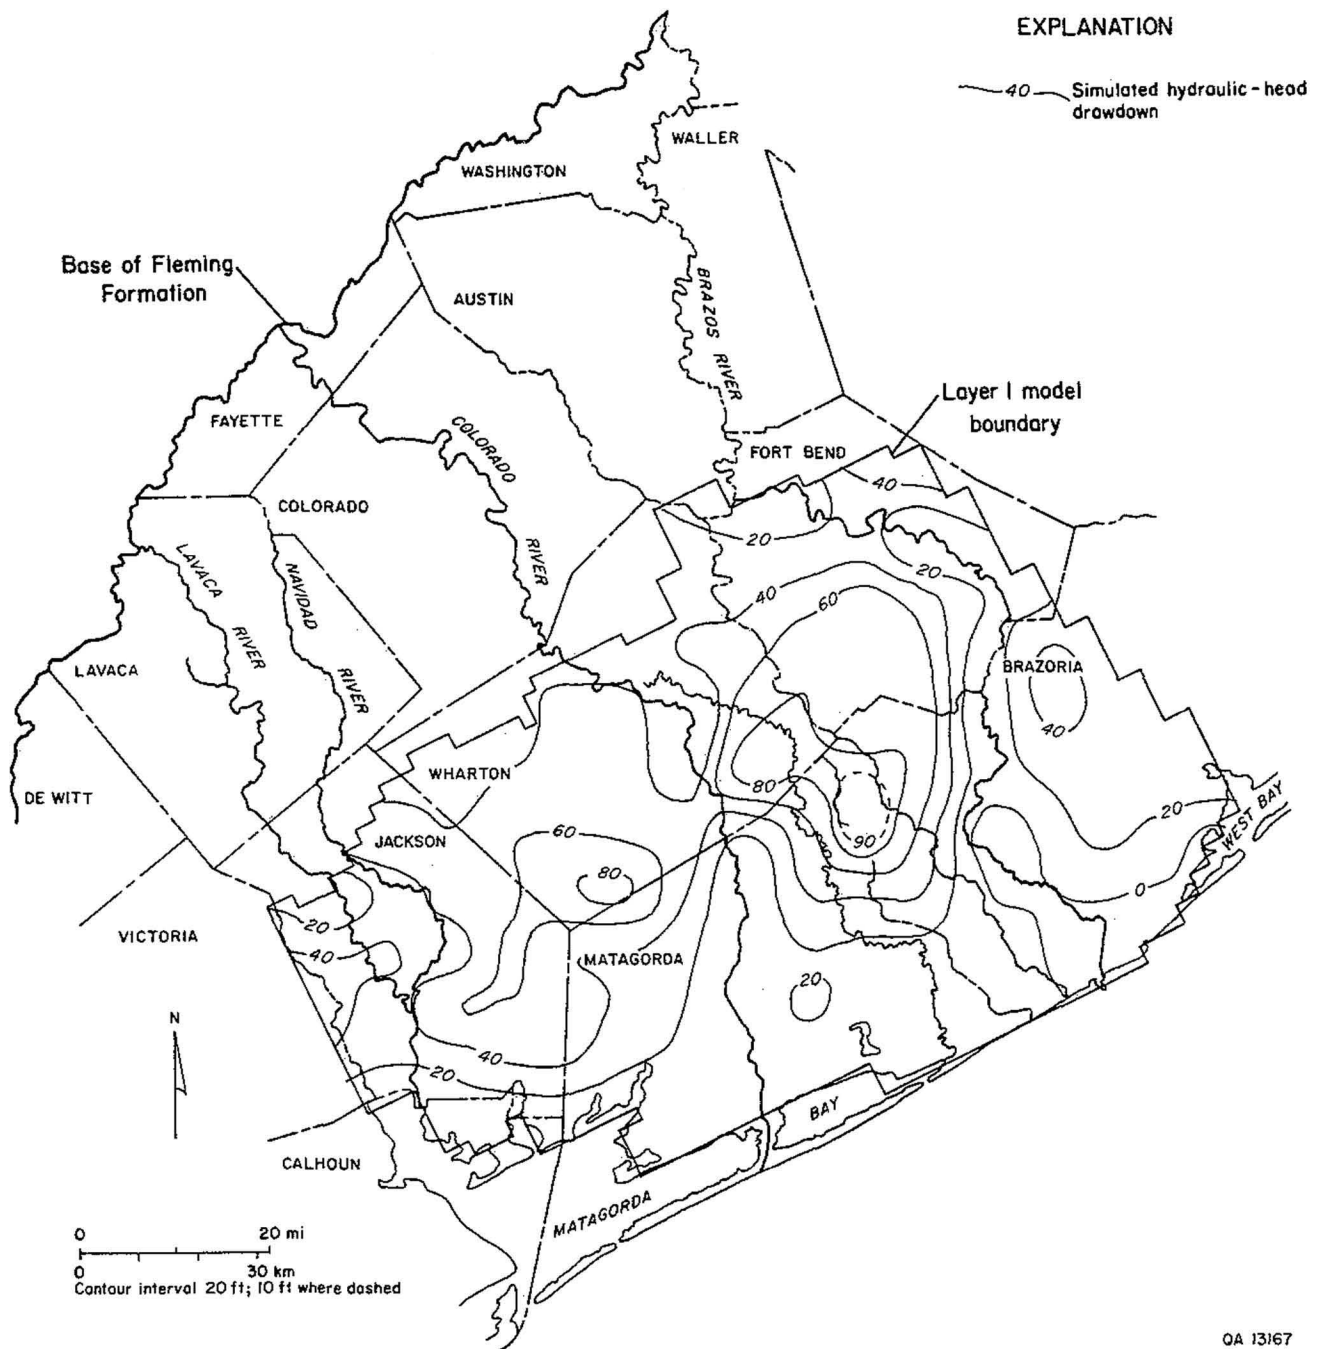 EXPLANATION
40 Simulated hydraulic-head
drawdown
WALLER
WASHINGTON
Base of Fleming
Formation
AUSTIN
BRAZOS RIVER
Layer 1 model
boundary
FAYETTE
COLORADO
RIVER
FORT BEND
40
COLORADO
20
LAVACA
RIVER
NAVIDAD
RIVER
20
40
60
LAVACA
BRAZORIA
40
WHARTON
DE WITT
80
20
WEST BAY
JACKSON
60
90
80
0
20
VICTORIA
40
MATAGORDA
20
N
40
20
BAY
CALHOUN
MATAGORDA
0 20 mi
0 30 km
Contour interval 20 ft; 10 ft where dashed
QA 13167